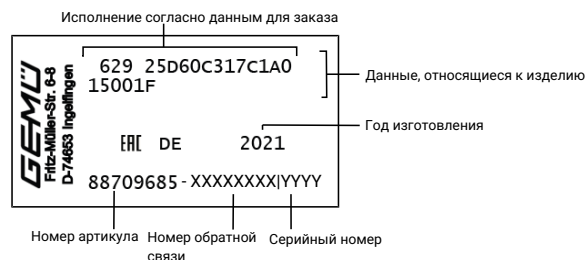 Исполнение согласно данным для заказа
GEMÜ
Fritz-Müller-Str. 6-8
D-74653 Ingelfingen
629 25D60C317C1A0
15001F
Данные, относящиеся к изделию
Год изготовления
EAC DE 2021
88709685-XXXXXXXX|YYYY
Номер артикула
Номер обратной
связи
Серийный номер